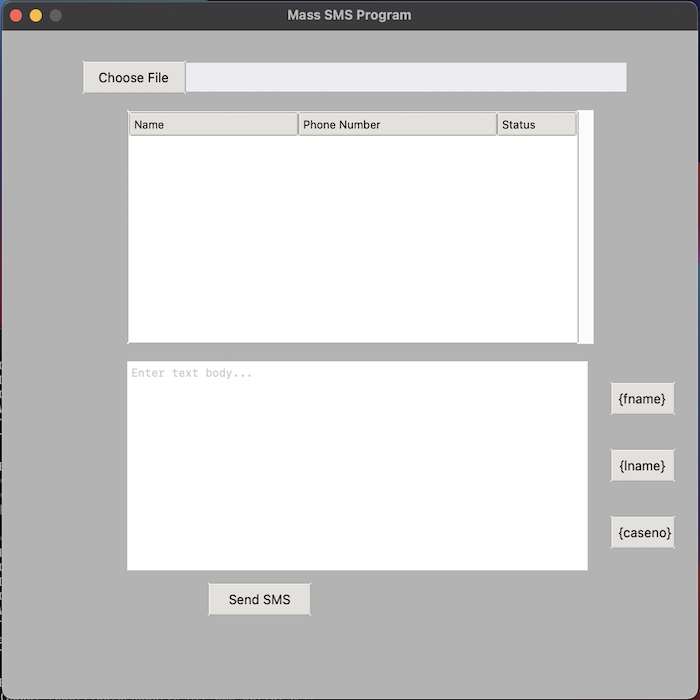 Mass SMS Program
Choose File
Name Phone Number Status
Enter text body...
{fname}
{lname}
{caseno}
Send SMS